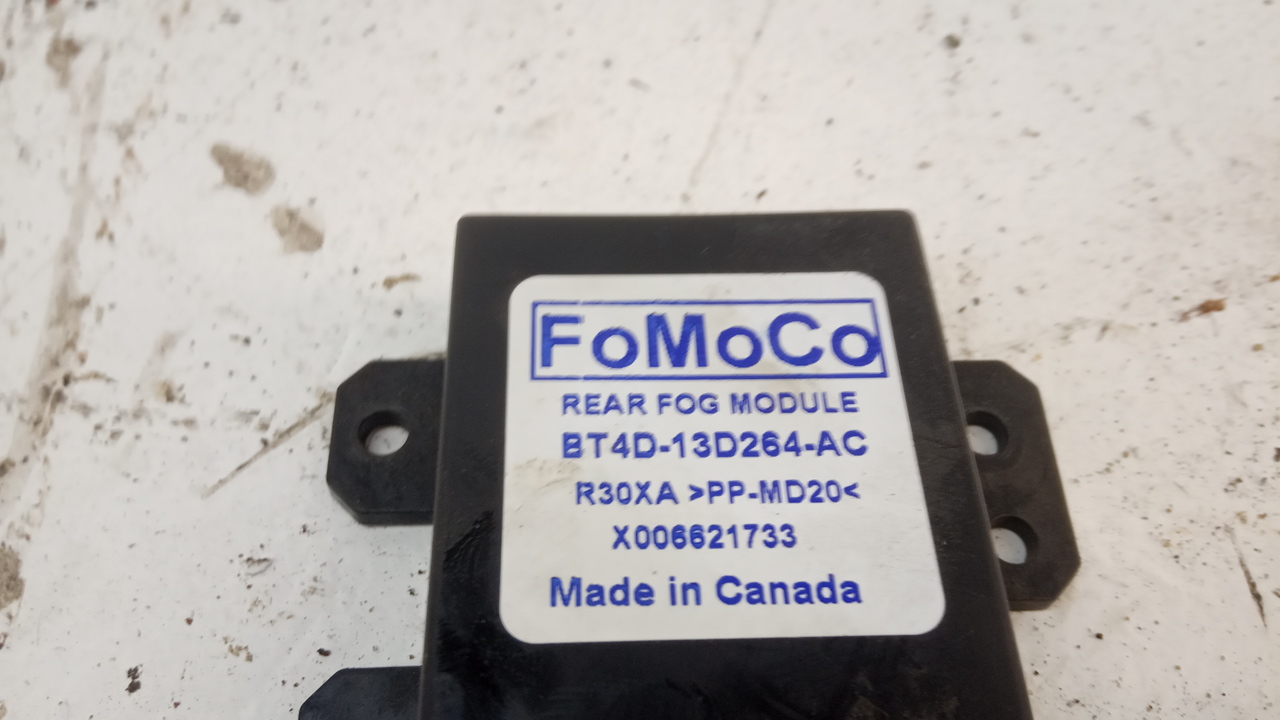 FoMoCo
REAR FOG MODULE
BT4D-13D264-AC
R30XA >PP-MD20<
X006621733
Made in Canada